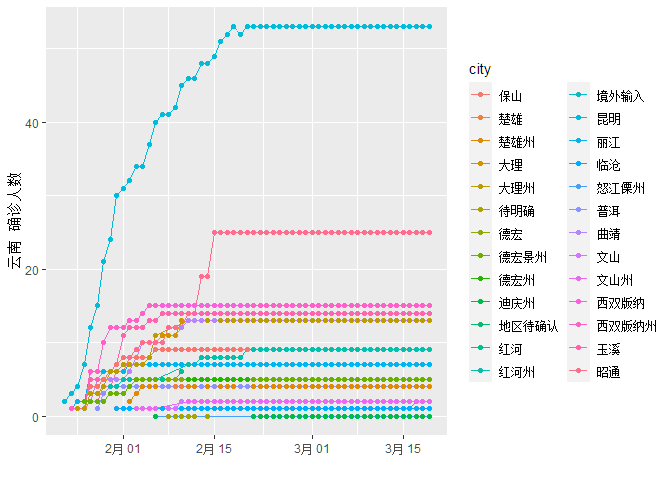 云南 确诊人数
40
20
0
2月 01
2月 15
3月 01
3月 15
city
保山
楚雄
楚雄州
大理
大理州
待明确
德宏
德宏景州
德宏州
迪庆州
地区待确认
红河
红河州
境外输入
昆明
丽江
临沧
怒江傈州
普洱
曲靖
文山
文山州
西双版纳
西双版纳州
玉溪
昭通